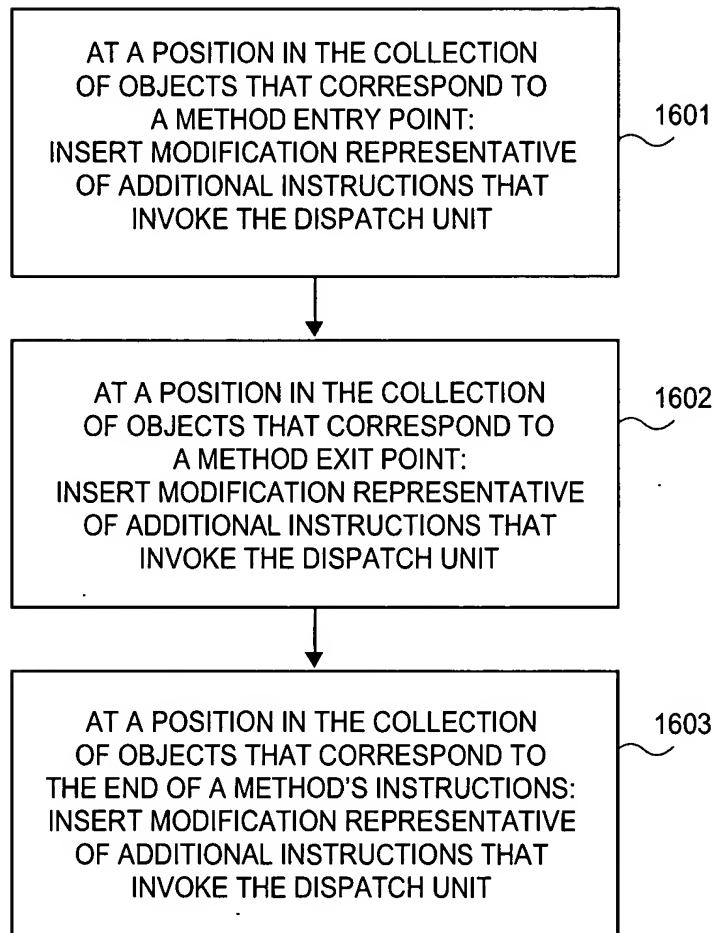 AT A POSITION IN THE COLLECTION
OF OBJECTS THAT CORRESPOND TO
A METHOD ENTRY POINT:
INSERT MODIFICATION REPRESENTATIVE
OF ADDITIONAL INSTRUCTIONS THAT
INVOKE THE DISPATCH UNIT
1601
AT A POSITION IN THE COLLECTION
OF OBJECTS THAT CORRESPOND TO
A METHOD EXIT POINT:
INSERT MODIFICATION REPRESENTATIVE
OF ADDITIONAL INSTRUCTIONS THAT
INVOKE THE DISPATCH UNIT
1602
AT A POSITION IN THE COLLECTION
OF OBJECTS THAT CORRESPOND TO
THE END OF A METHOD'S INSTRUCTIONS:
INSERT MODIFICATION REPRESENTATIVE
OF ADDITIONAL INSTRUCTIONS THAT
INVOKE THE DISPATCH UNIT
1603